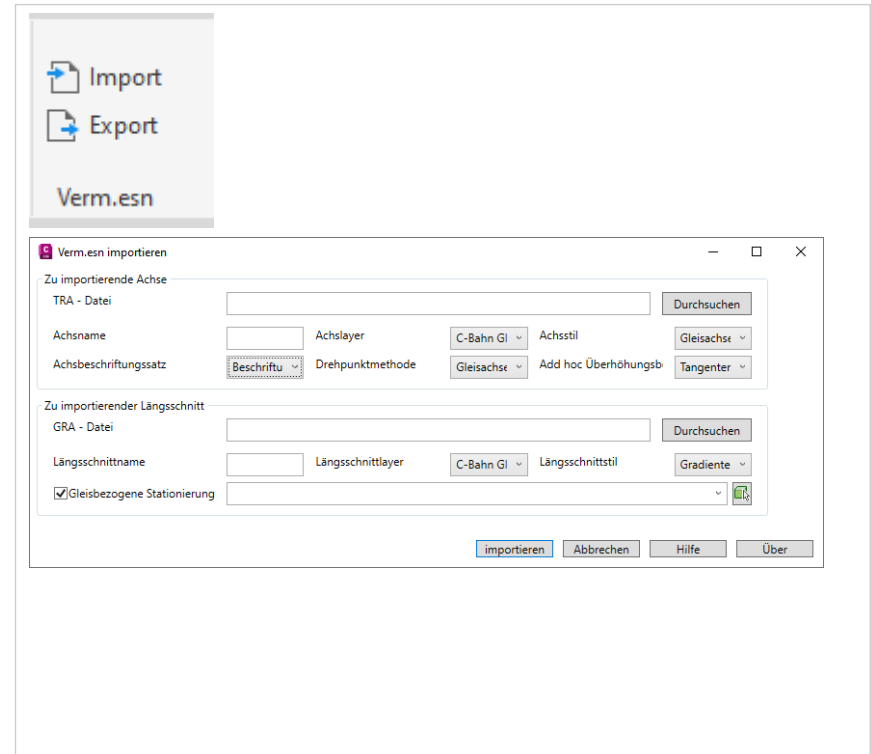 Import
Export
Verm.esn
Verm.esn importieren
Zu importierende Achse
TRA - Datei Durchsuchen
Achsname Achslayer C-Bahn Gl Achsstil Gleisachse
Achsbeschriftungssatz Beschriftu Drehpunktmethode Gleisachse Add hoc Überhöhungsb Tangenter
Zu importierender Längsschnitt
GRA - Datei Durchsuchen
Längsschnittname Längsschnittlayer C-Bahn Gl Längsschnittstil Gradiente
Gleisbezogene Stationierung
importieren Abbrechen Hilfe Über